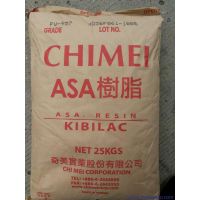 GRADE
LOT NO.
CHIMEI
ASA樹脂
ASA RESIN
KIBILAC
NET 25KGS
奇美實業股份有限公司
CHI MEI CORPORATION